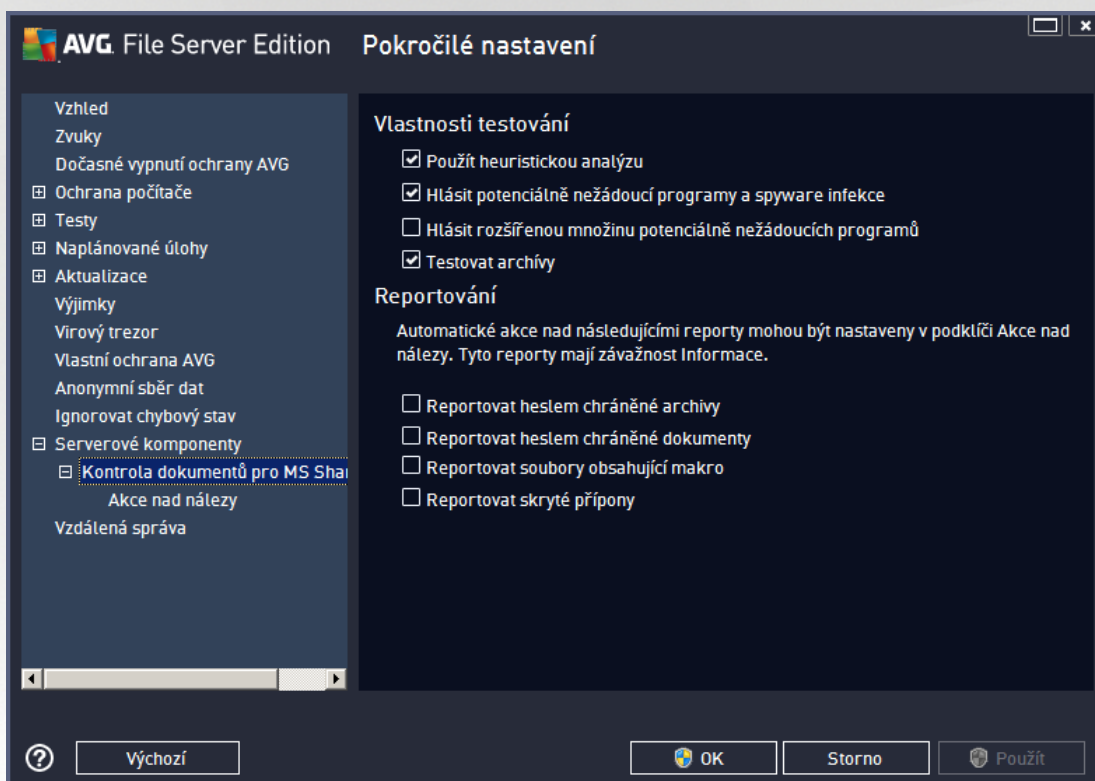 AVG. File Server Edition Pokročilé nastavení
Vzhled
Zvuky
Dočasné vypnutí ochrany AVG
Ochrana počítače
Testy
Naplánované úlohy
Aktualizace
Výjimky
Virový trezor
Vlastní ochrana AVG
Anonymní sběr dat
Ignorovat chybový stav
Serverové komponenty
Kontrola dokumentů pro MS Shar
Akce nad nálezy
Vzdálená správa
Vlastnosti testování
Použít heuristickou analýzu
Hlásit potenciálně nežádoucí programy a spyware infekce
Hlásit rozšířenou množinu potenciálně nežádoucích programů
Testovat archívy
Reportování
Automatické akce nad následujícími reporty mohou být nastaveny v podklíči Akce nad
nálezy. Tyto reporty mají závažnost Informace.
Reportovat heslem chráněné archivy
Reportovat heslem chráněné dokumenty
Reportovat soubory obsahující makro
Reportovat skryté přípony
Výchozí
OK
Storno
Použít